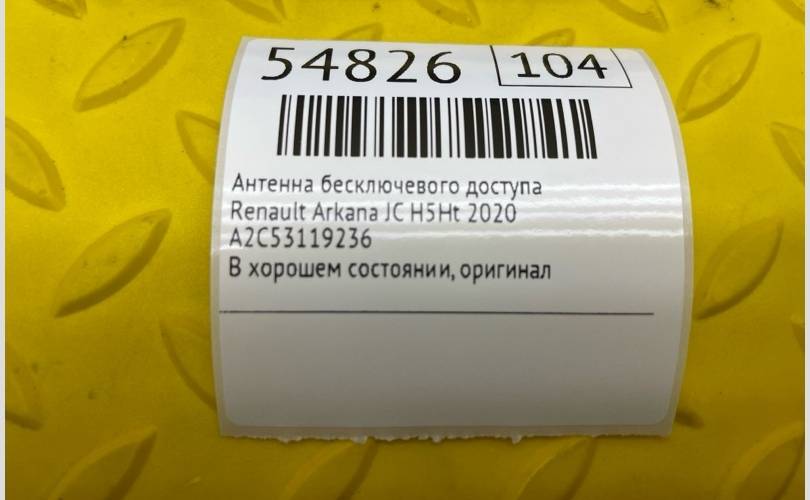 54826 104
Антенна бесключевого доступа
Renault Arkana JC H5Ht 2020
A2C53119236
В хорошем состоянии, оригинал